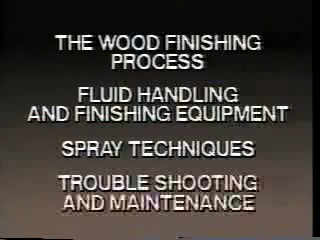 THE WOOD FINISHING
PROCESS
FLUID HANDLING
AND FINISHING EQUIPMENT
SPRAY TECHNIQUES
TROUBLE SHOOTING
AND MAINTENANCE